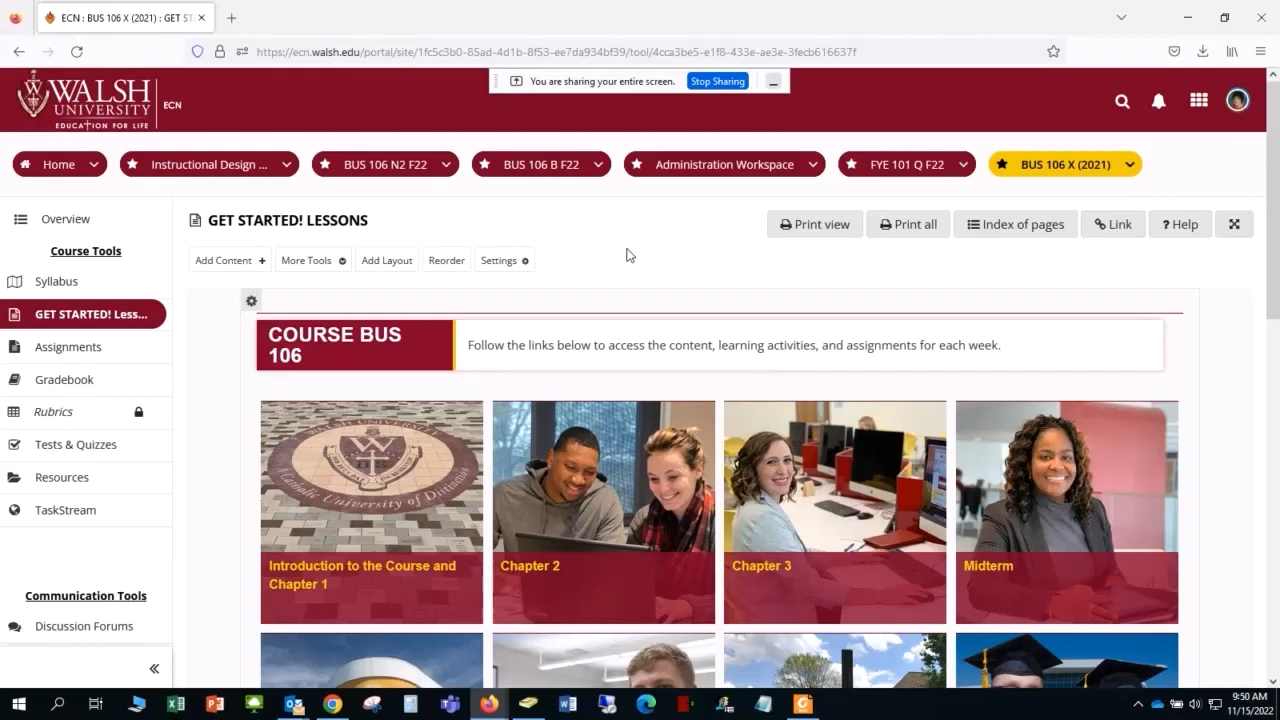 ECN : BUS 106 X (2021) : GET ST
https://ecn.walsh.edu/portal/site/1fc5c3b0-85ad-4d1b-8f53-ee7da934bf39/tool/4cca3be5-e1f8-433e-ae3e-3fecb616637f
You are sharing your entire screen. Stop Sharing
WALSH
UNIVERSITY
EDUCATION FOR LIFE
ECN
Home
Instructional Design ...
BUS 106 N2 F22
BUS 106 B F22
Administration Workspace
FYE 101 Q F22
BUS 106 X (2021)
Overview
Course Tools
Syllabus
GET STARTED! Less...
Assignments
Gradebook
Rubrics
Tests & Quizzes
Resources
TaskStream
Communication Tools
Discussion Forums
GET STARTED! LESSONS
Print view
Print all
Index of pages
Link
? Help
Add Content +
More Tools
Add Layout
Reorder
Settings
COURSE BUS
106
Follow the links below to access the content, learning activities, and assignments for each week.
Introduction to the Course and
Chapter 1
Chapter 2
Chapter 3
Midterm
9:50 AM
11/15/2022